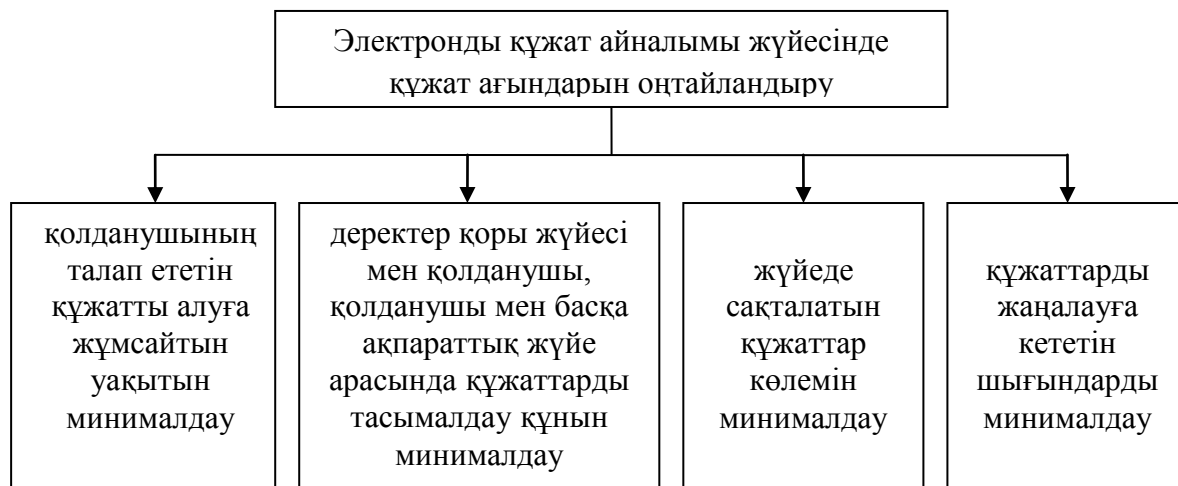 Электронды құжат айналымы жүйесінде
құжат ағындарын оңтайландыру
қолданушының
талап ететін
құжатты алуға
жұмсайтын
уақытын
минималдау
деректер қоры жүйесі
мен қолданушы,
қолданушы мен басқа
ақпараттық жүйе
арасында құжаттарды
тасымалдау құнын
минималдау
жүйеде
сақталатын
құжаттар
көлемін
минималдау
құжаттарды
жаңалауға
кететін
шығындарды
минималдау